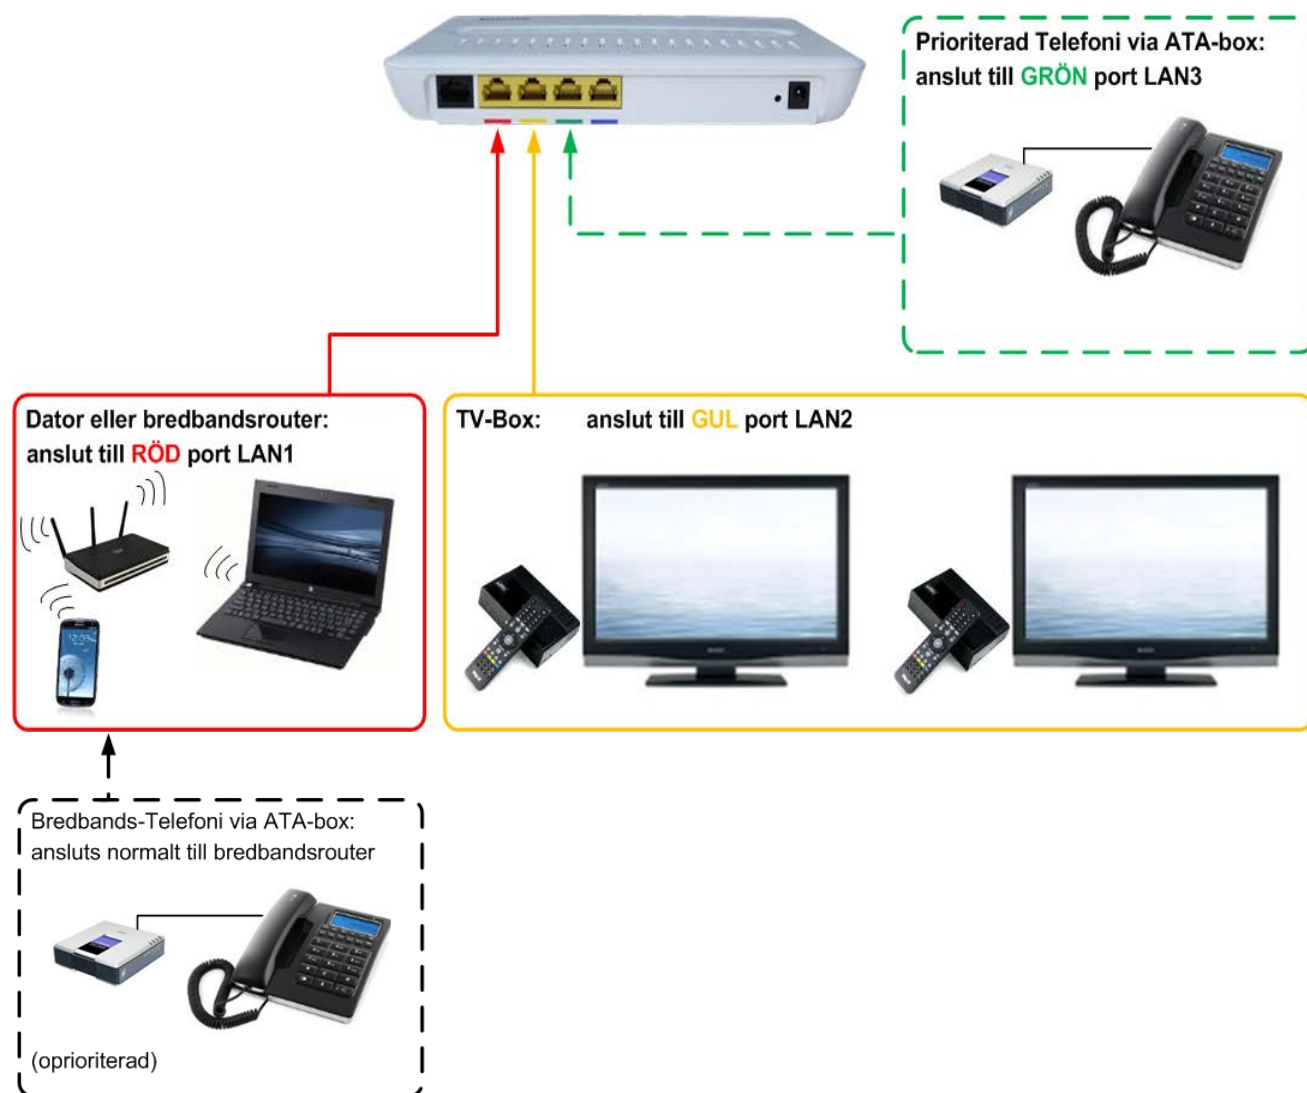 Prioriterad Telefoni via ATA-box:
anslut till GRÖN port LAN3
Dator eller bredbandsrouter:
anslut till RÖD port LAN1
TV-Box: anslut till GUL port LAN2
Bredbands-Telefoni via ATA-box:
ansluts normalt till bredbandsrouter
(oprioriterad)